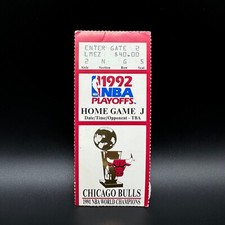 ENTER GATE 2
LMEZ $40.00
2 N 6 5
1992
NBA
PLAYOFFS
HOME GAME J
Date/Time/Opponent - TBA
CHICAGO BULLS
1991 NBA WORLD CHAMPIONS